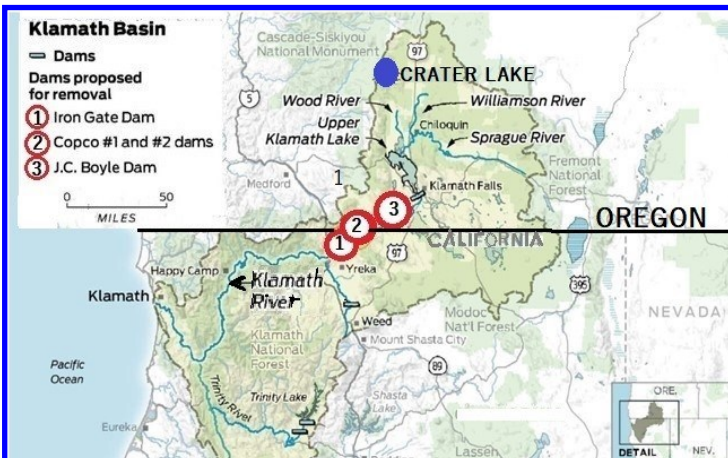 Klamath Basin
Dams
Dams proposed
for removal
1 Iron Gate Dam
2 Copco #1 and #2 dams
3 J.C. Boyle Dam
0 50
MILES
Cascade-Siskiyou
National Monument
97
CRATER LAKE
5
Wood River
Williamson River
Upper
Klamath Lake
Chiloquin
Sprague River
Medford
1
Klamath Falls
Fremont
National
Forest
3
2
1
OREGON
CALIFORNIA
97
Yreka
Happy Camp
Klamath
River
Klamath
395
NEVADA
Modoc
Nat'l Forest
Weed
Mount Shasta City
Klamath
National
Forest
89
Pacific
Ocean
Trinity River
Trinity Lake
Shasta
Lake
Eureka
Lassen
ORE.
DETAIL
NEV.